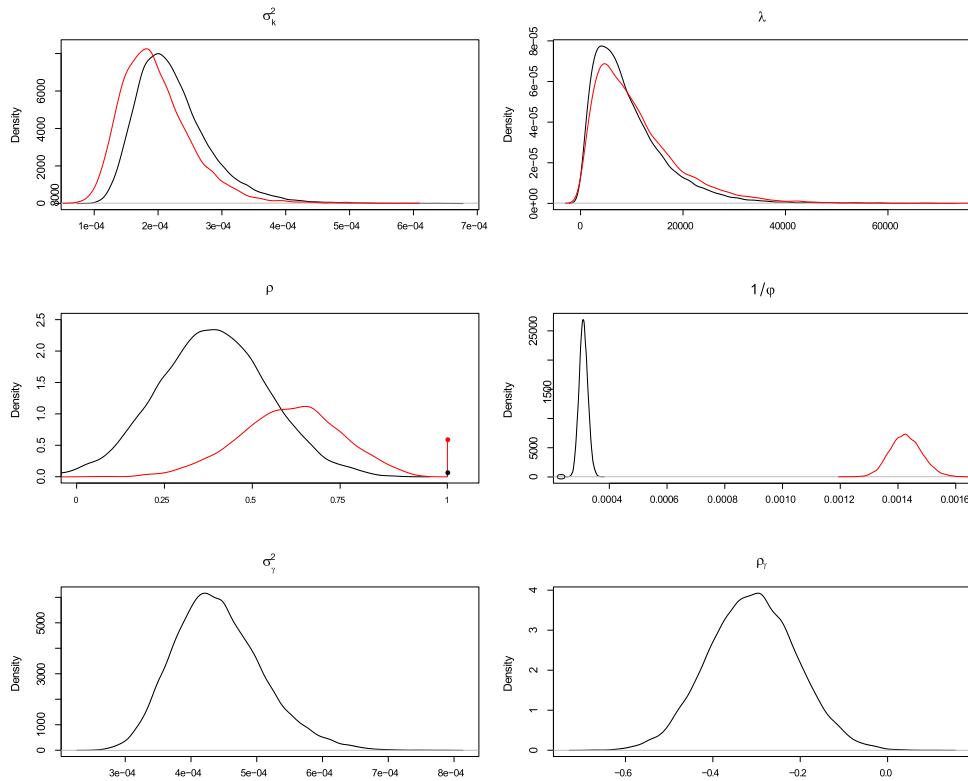 σ²ₖ
Density
0 2000 4000 6000 8000
1e−04 2e−04 3e−04 4e−04 5e−04 6e−04 7e−04
λ
Density
0e+00 2e−05 4e−05 6e−05 8e−05
0 20000 40000 60000
ρ
Density
0.0 0.5 1.0 1.5 2.0 2.5
0 0.25 0.5 0.75 1
1/φ
Density
0 5000 1500 25000
0.0004 0.0006 0.0008 0.0010 0.0012 0.0014 0.0016
σ²ᵧ
Density
0 1000 3000 5000
3e−04 4e−04 5e−04 6e−04 7e−04 8e−04
ρᵧ
Density
0 1 2 3 4
−0.6 −0.4 −0.2 0.0